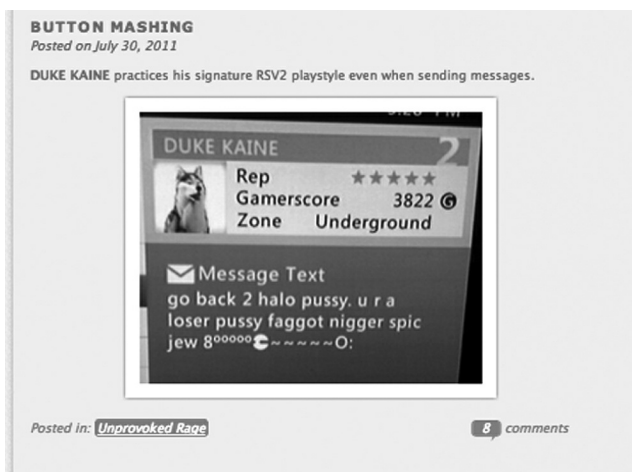 BUTTON MASHING
Posted on July 30, 2011
DUKE KAINE practices his signature RSV2 playstyle even when sending messages.
DUKE KAINE 2
Rep ★★★★★
Gamerscore 3822 G
Zone Underground
Message Text
go back 2 halo pussy. u r a
loser pussy faggot nigger spic
jew 8ººººº~~~~~O:
Posted in: Unprovoked Rage
8 comments